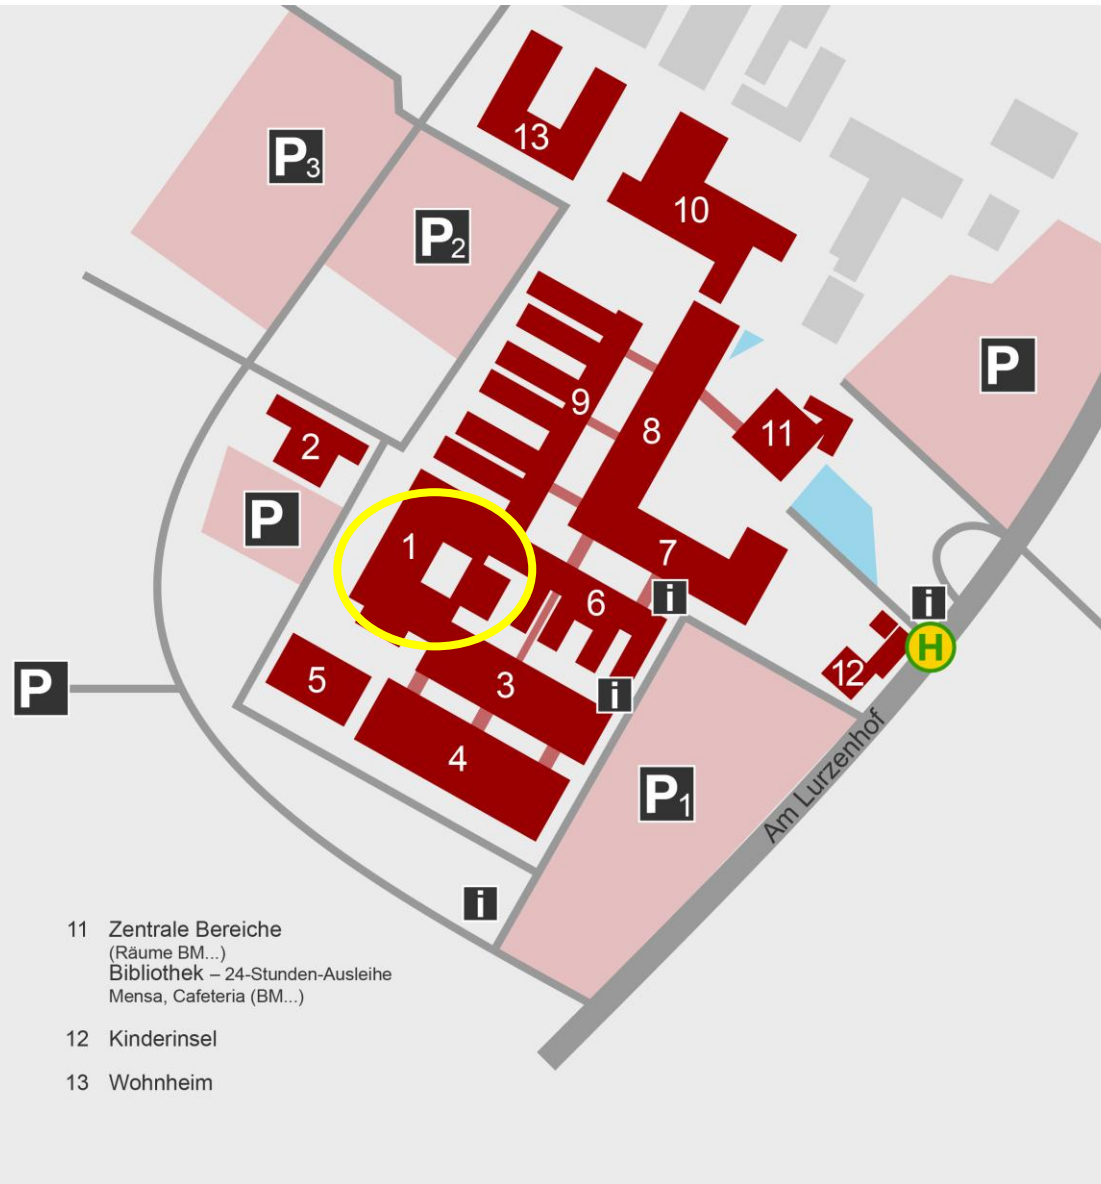 13
P3
10
P2
P
9
8
11
2
P
1
7
i
6
i
H
12
P
5
3
i
4
P1
Am Lurzenhof
i
11 Zentrale Bereiche
(Räume BM...)
Bibliothek – 24-Stunden-Ausleihe
Mensa, Cafeteria (BM...)
12 Kinderinsel
13 Wohnheim